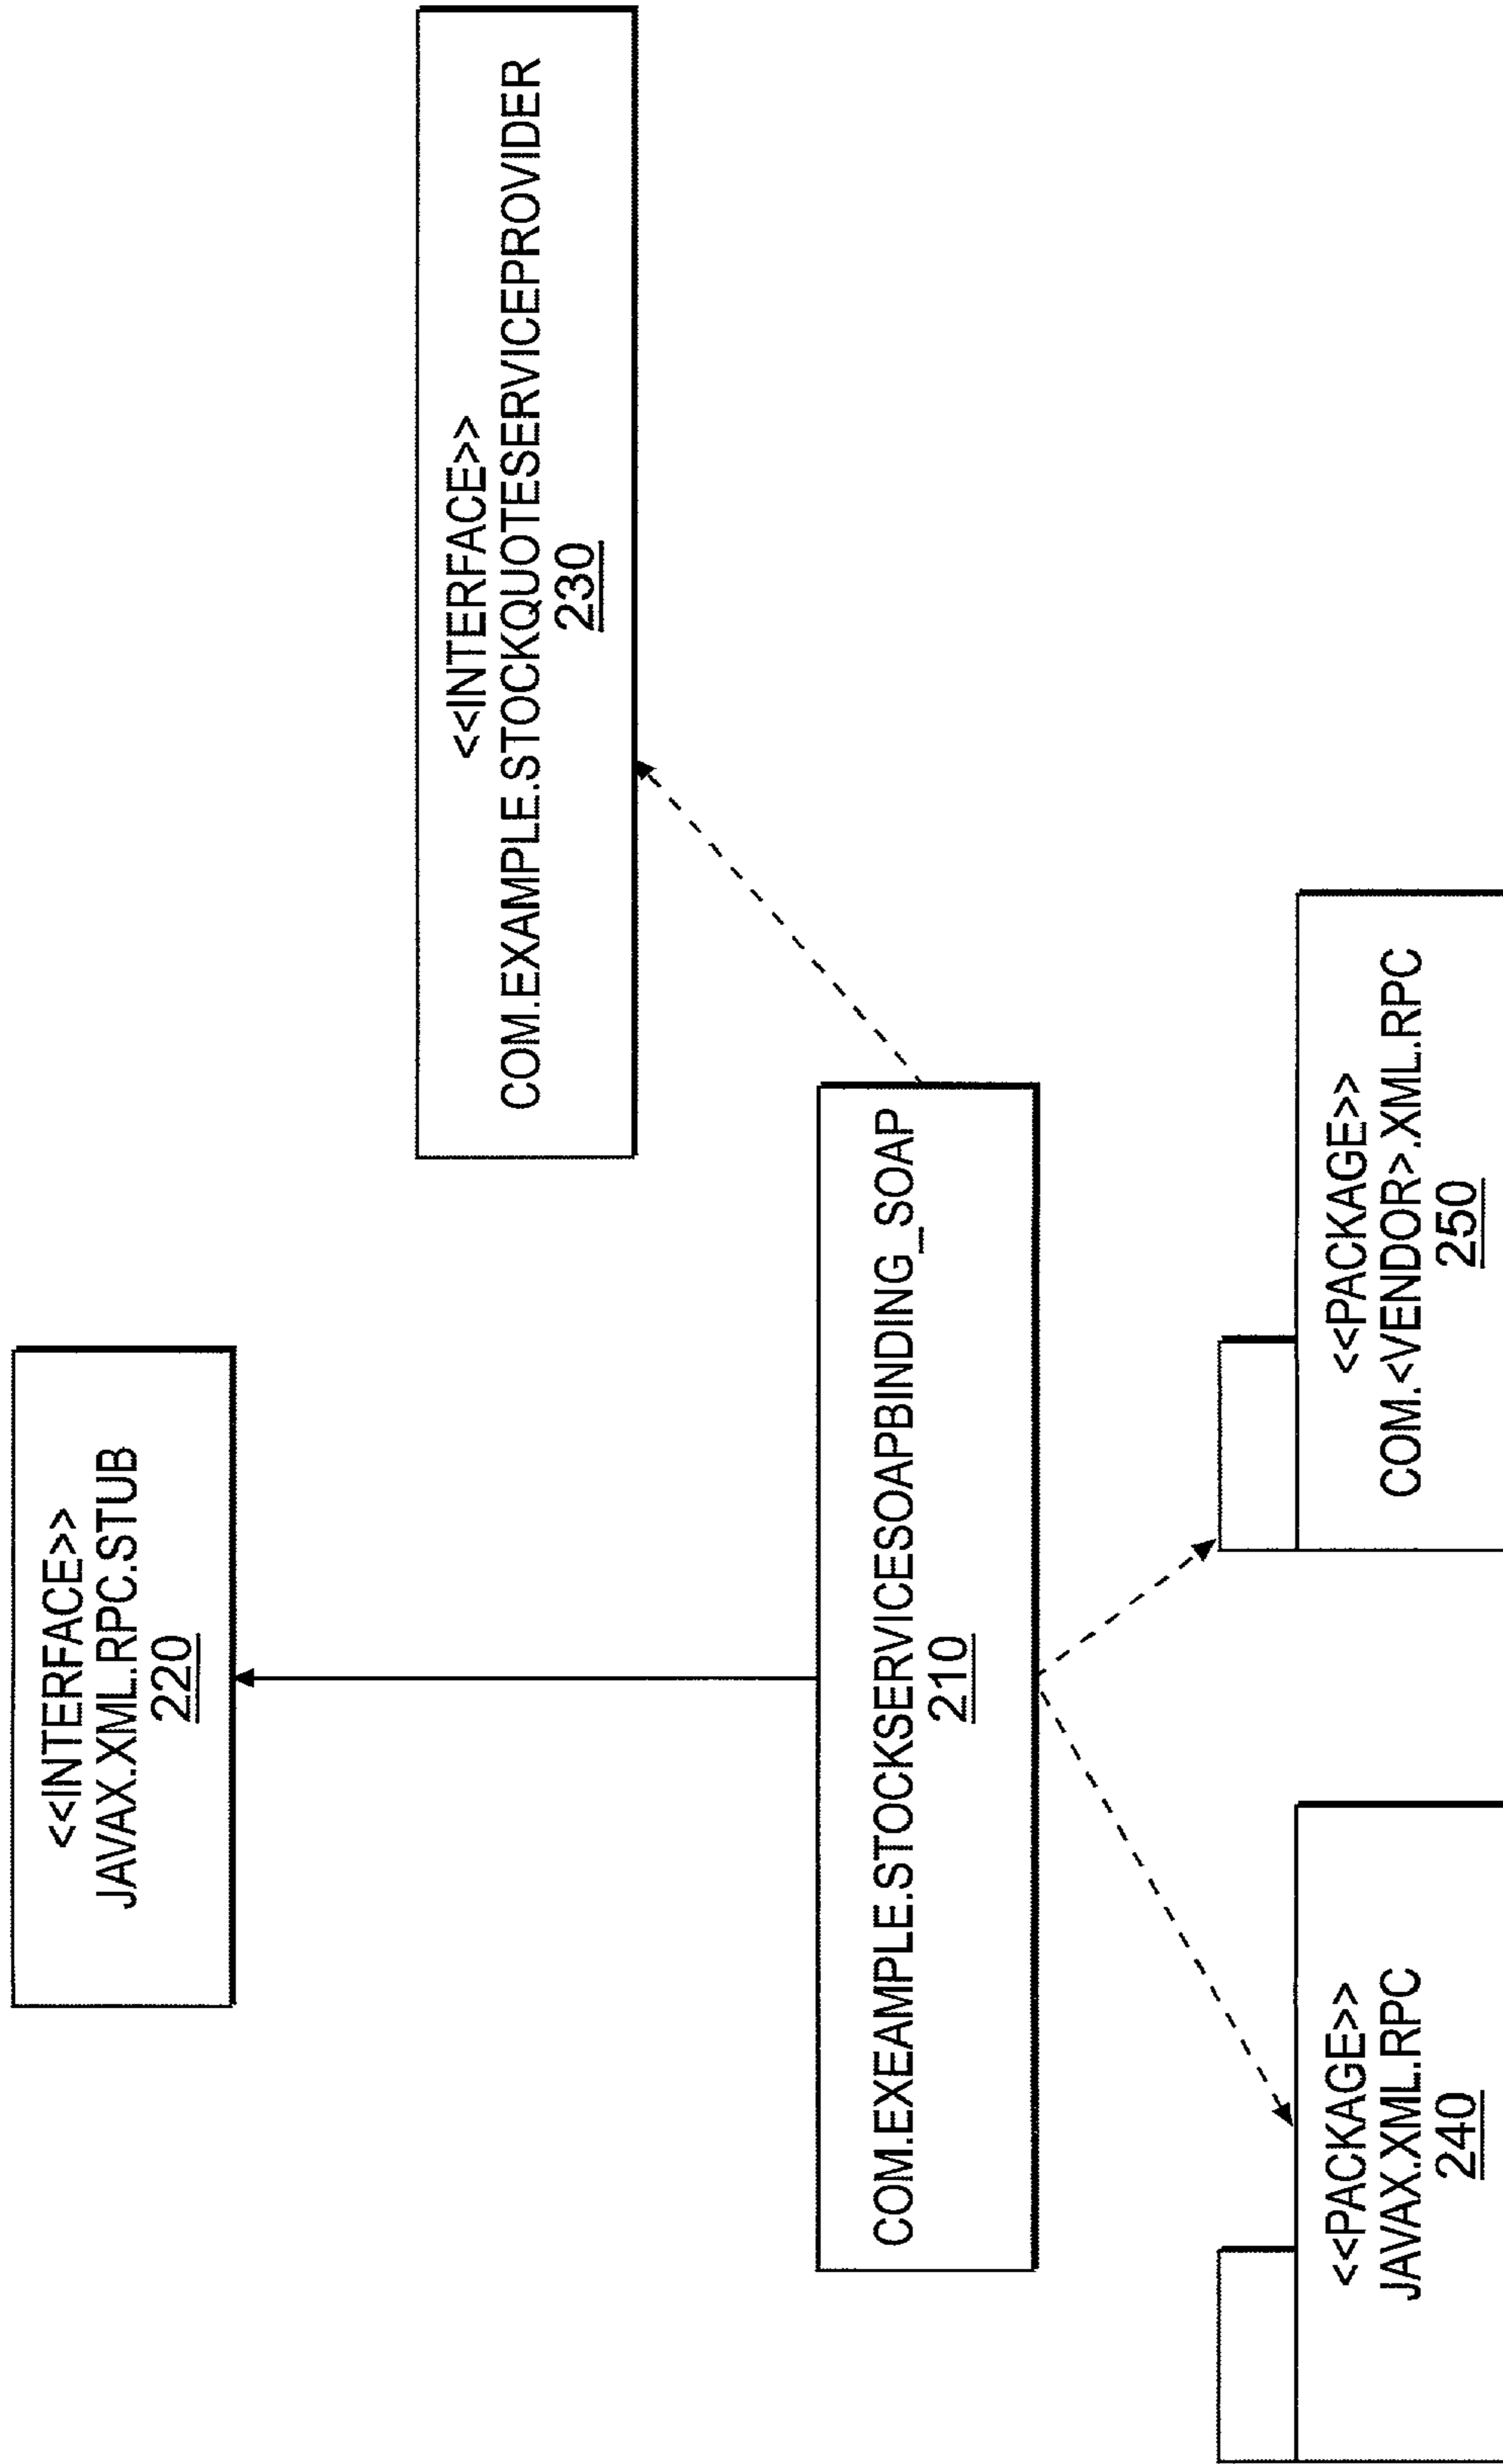 <<INTERFACE>>
JAVAX.XML.RPC.STUB
220
<<INTERFACE>>
COM.EXAMPLE.STOCKQUOTESERVICEPROVIDER
230
COM.EXEAMPLE.STOCKSERVICESOAPBINDING_SOAP
210
<<PACKAGE>>
JAVAX.XML.RPC
240
<<PACKAGE>>
COM.<VENDOR>.XML.RPC
250